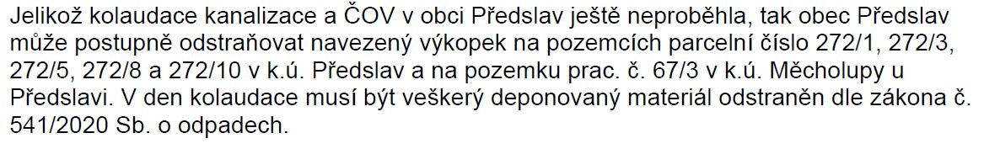 Jelikož kolaudace kanalizace a ČOV v obci Předslav ještě neproběhla, tak obec Předslav
může postupně odstraňovat navezený výkopek na pozemcích parcelní číslo 272/1, 272/3,
272/5, 272/8 a 272/10 v k.ú. Předslav a na pozemku prac. č. 67/3 v k.ú. Měcholupy u
Předslavi. V den kolaudace musí být veškerý deponovaný materiál odstraněn dle zákona č.
541/2020 Sb. o odpadech.